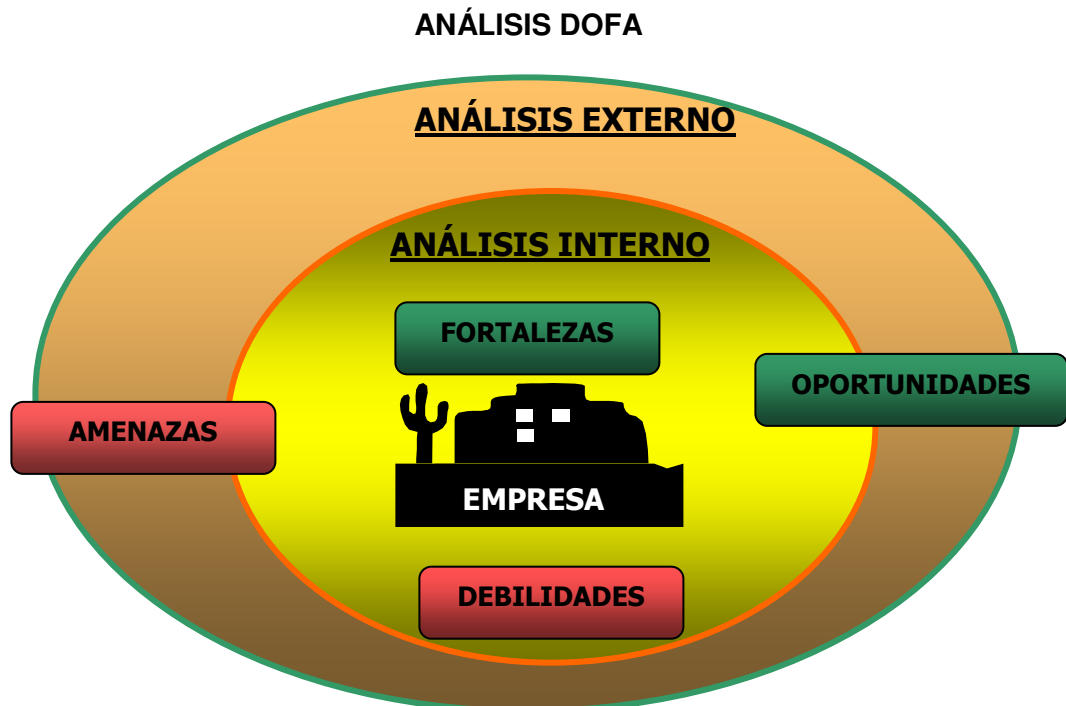 ANÁLISIS DOFA
ANÁLISIS EXTERNO
ANÁLISIS INTERNO
FORTALEZAS
OPORTUNIDADES
AMENAZAS
EMPRESA
DEBILIDADES